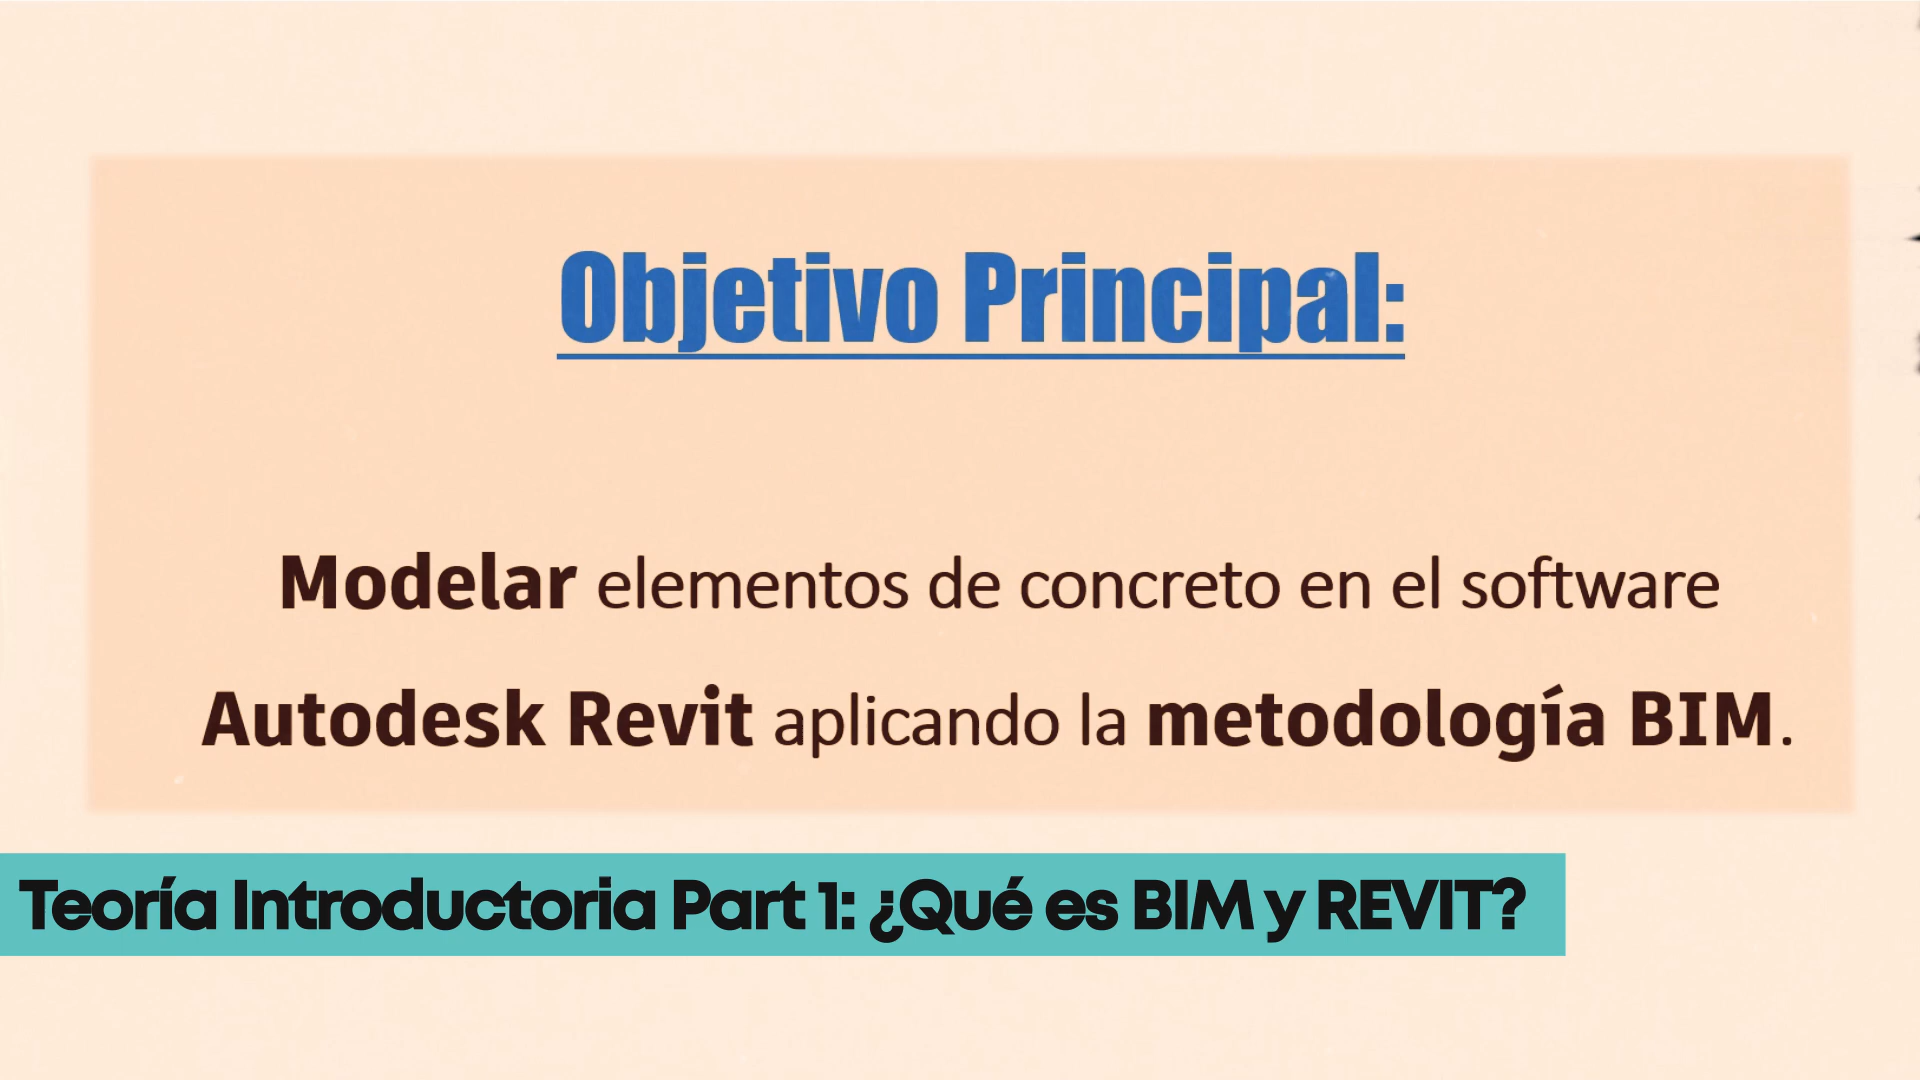 Objetivo Principal:
Modelar elementos de concreto en el software
Autodesk Revit aplicando la metodología BIM.
Teoría Introductoria Part 1: ¿Qué es BIM y REVIT?